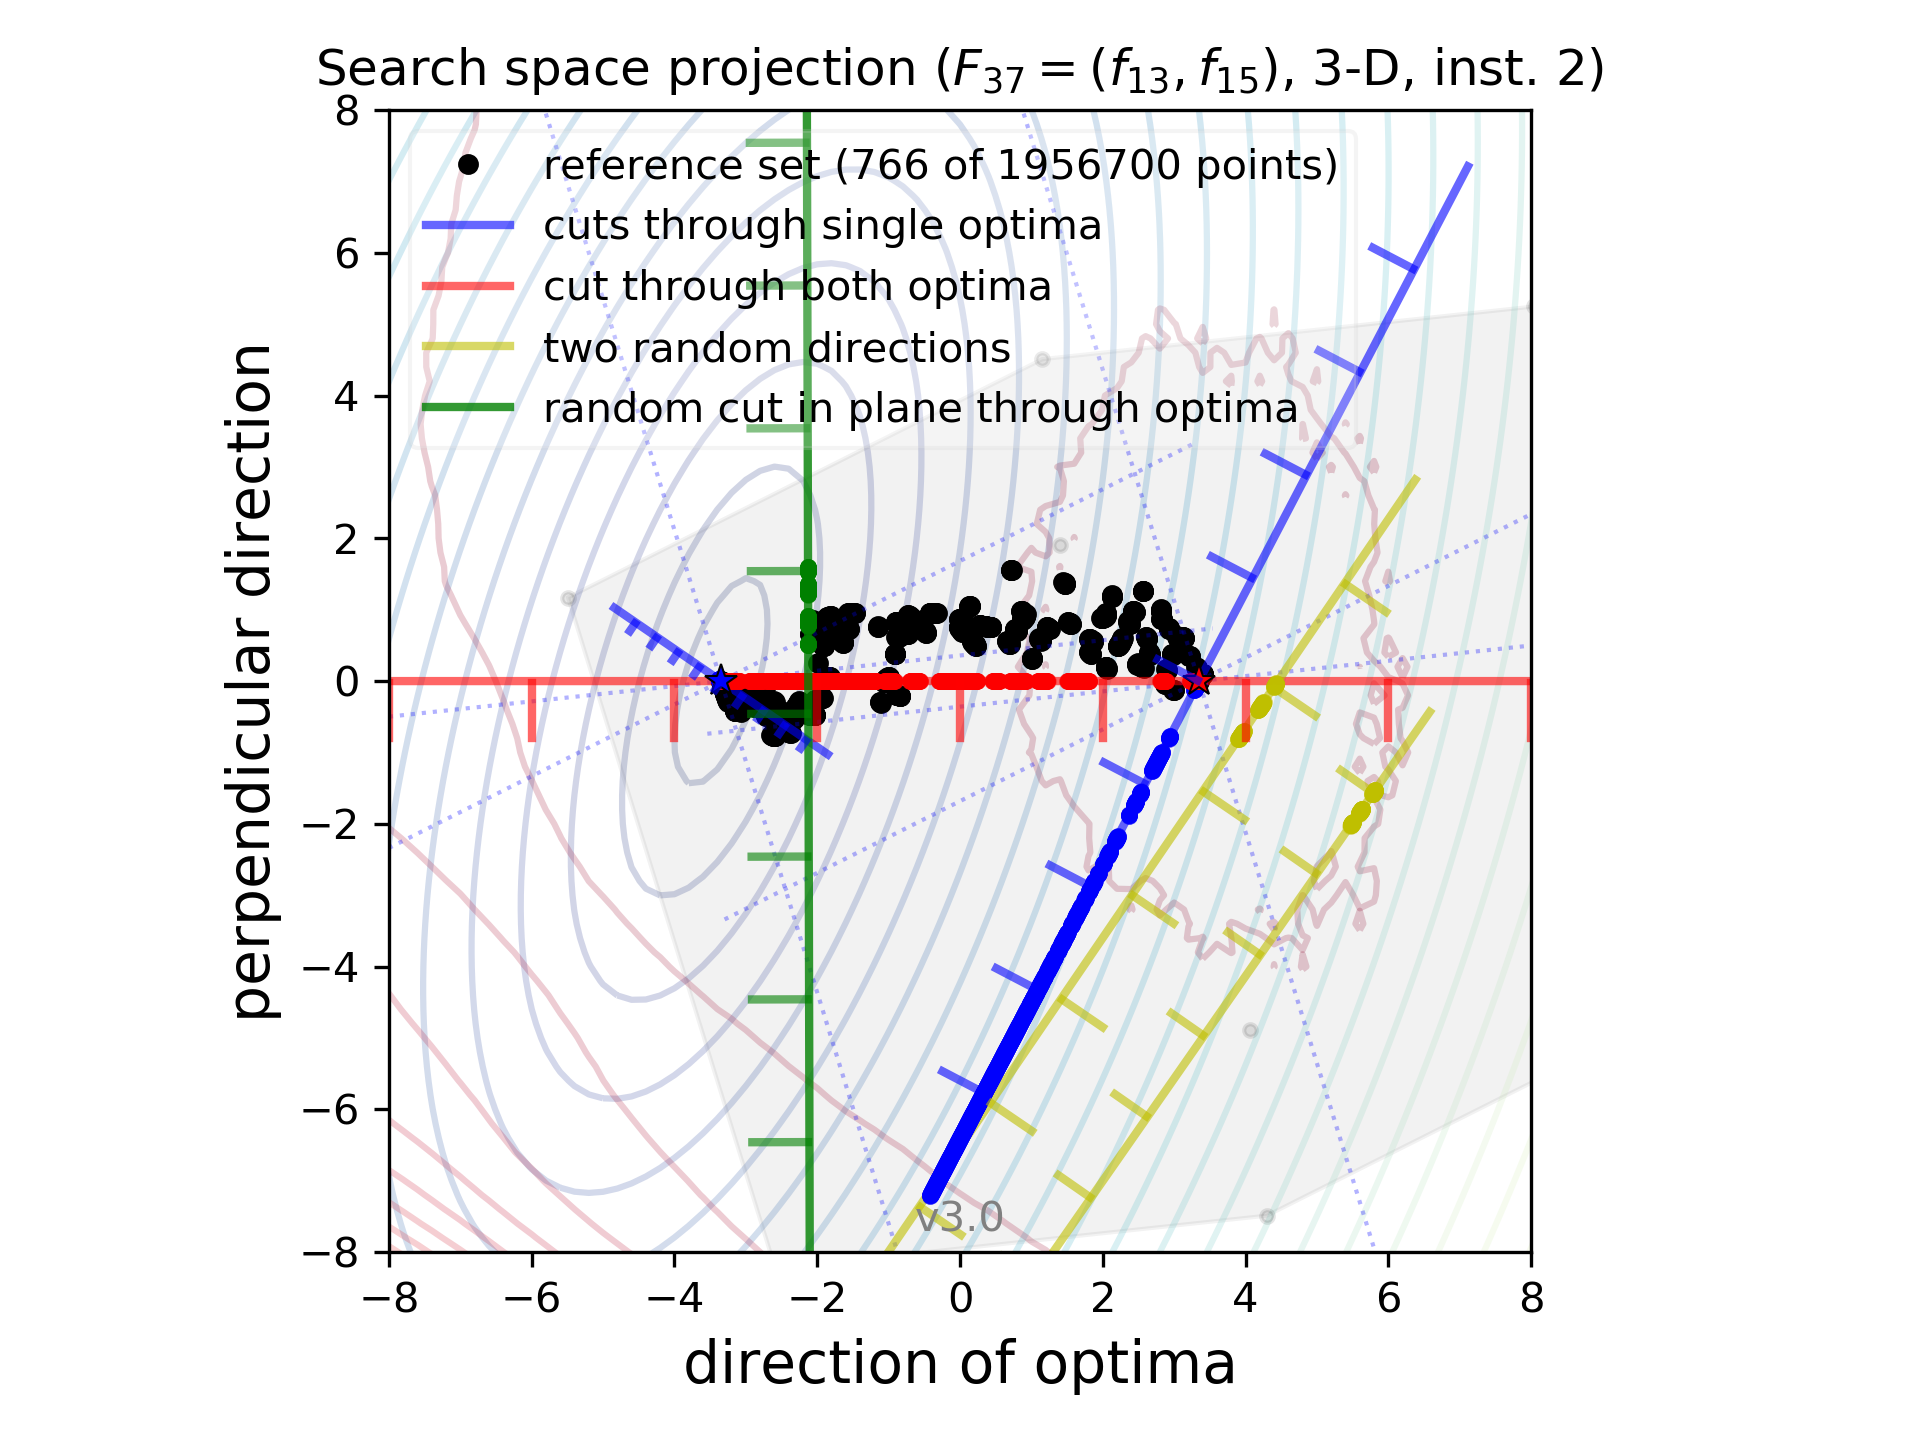 Search space projection (F₃₇ = (f₁₃, f₁₅), 3-D, inst. 2)
8
6
4
2
0
−2
−4
−6
−8
perpendicular direction
reference set (766 of 1956700 points)
cuts through single optima
cut through both optima
two random directions
random cut in plane through optima
v3.0
−8 −6 −4 −2 0 2 4 6 8
direction of optima